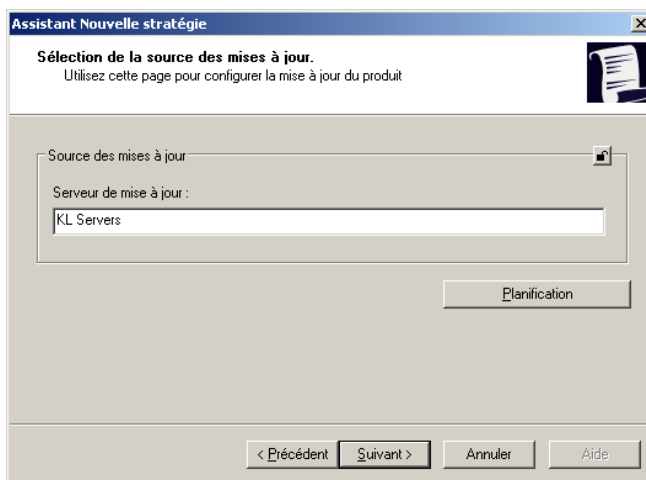 Assistant Nouvelle stratégie
Sélection de la source des mises à jour.
Utilisez cette page pour configurer la mise à jour du produit
Source des mises à jour
Serveur de mise à jour :
KL Servers
Planification
< Précédent Suivant > Annuler Aide